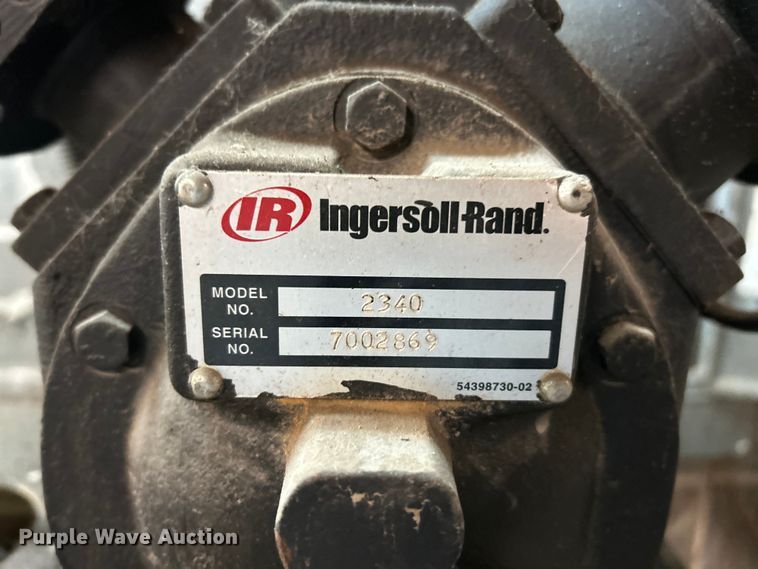 IR Ingersoll-Rand.
MODEL NO. 2340
SERIAL NO. 7002869
54398730-02
Purple Wave Auction